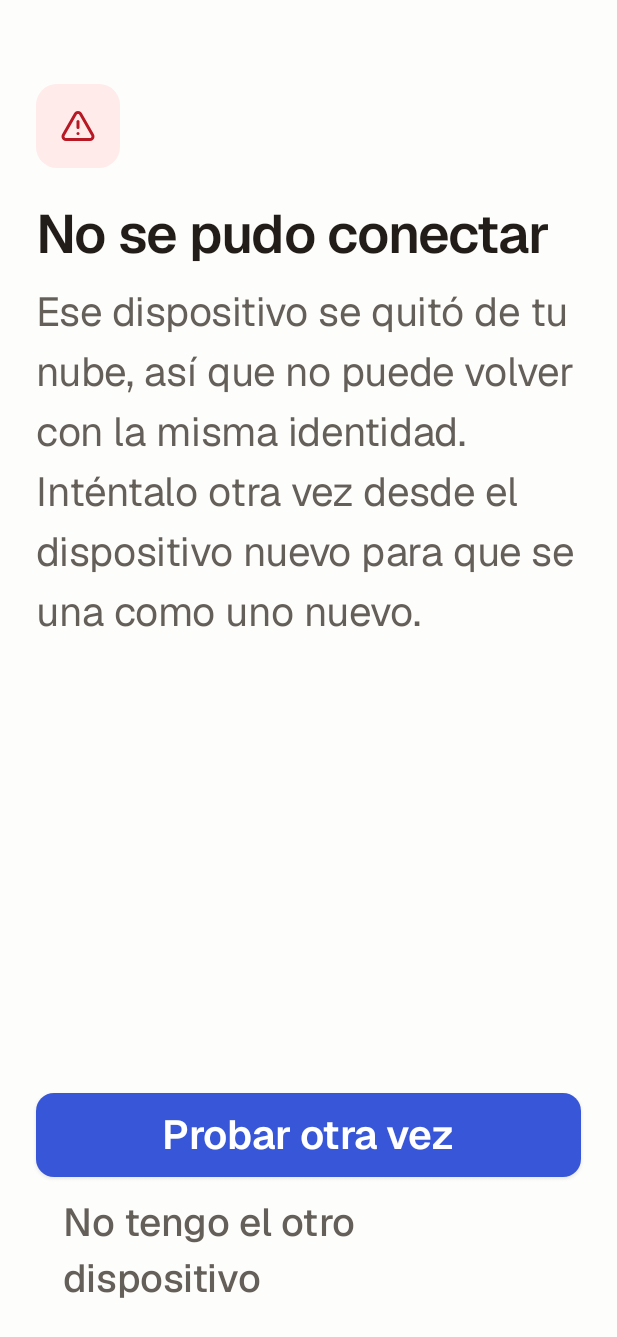 No se pudo conectar
Ese dispositivo se quitó de tu
nube, así que no puede volver
con la misma identidad.
Inténtalo otra vez desde el
dispositivo nuevo para que se
una como uno nuevo.
Probar otra vez
No tengo el otro
dispositivo